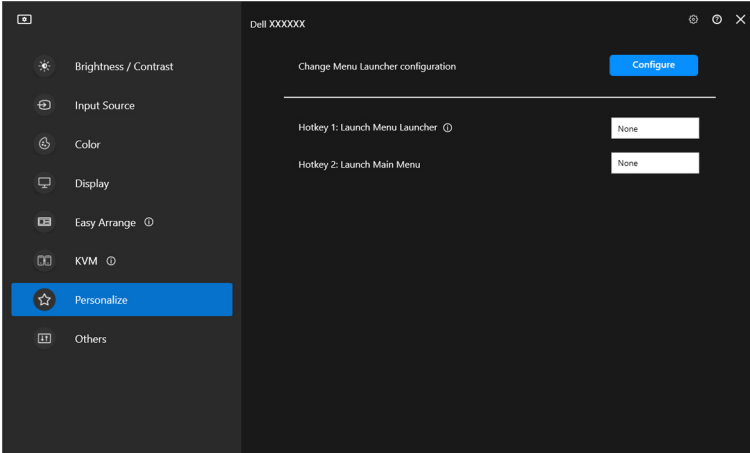 Dell XXXXXX
Brightness / Contrast
Input Source
Color
Display
Easy Arrange
KVM
Personalize
Others
Change Menu Launcher configuration
Configure
Hotkey 1: Launch Menu Launcher
None
Hotkey 2: Launch Main Menu
None